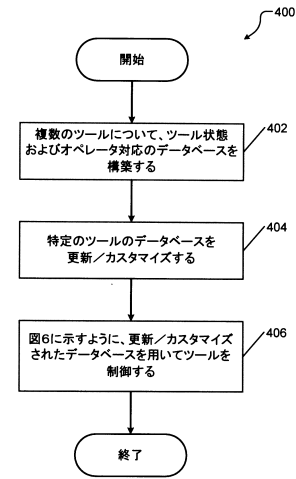 400
開始
複数のツールについて、ツール状態
およびオペレータ対応のデータベースを
構築する
402
特定のツールのデータベースを
更新／カスタマイズする
404
図6に示すように、更新／カスタマイズ
されたデータベースを用いてツールを
制御する
406
終了